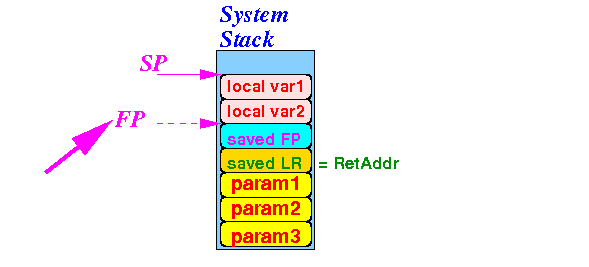 System
Stack
SP
local var1
local var2
FP
saved FP
saved LR = RetAddr
param1
param2
param3